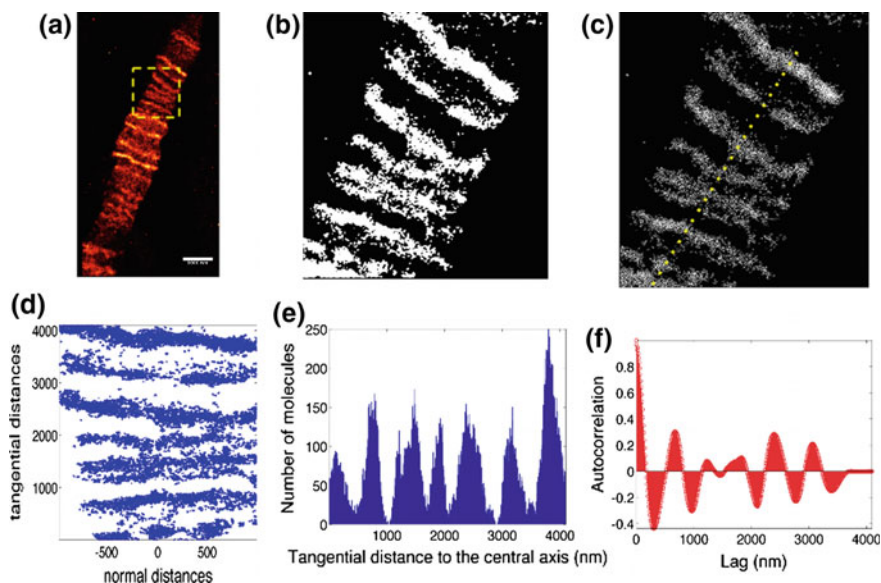 (a)
(b)
(c)
(d)
4000
3000
2000
1000
-500
0
500
tangential distances
normal distances
(e)
250
200
150
100
50
0
0
1000
2000
3000
4000
Number of molecules
Tangential distance to the central axis (nm)
(f)
0.8
0.6
0.4
0.2
0
-0.2
-0.4
0
1000
2000
3000
4000
Autocorrelation
Lag (nm)